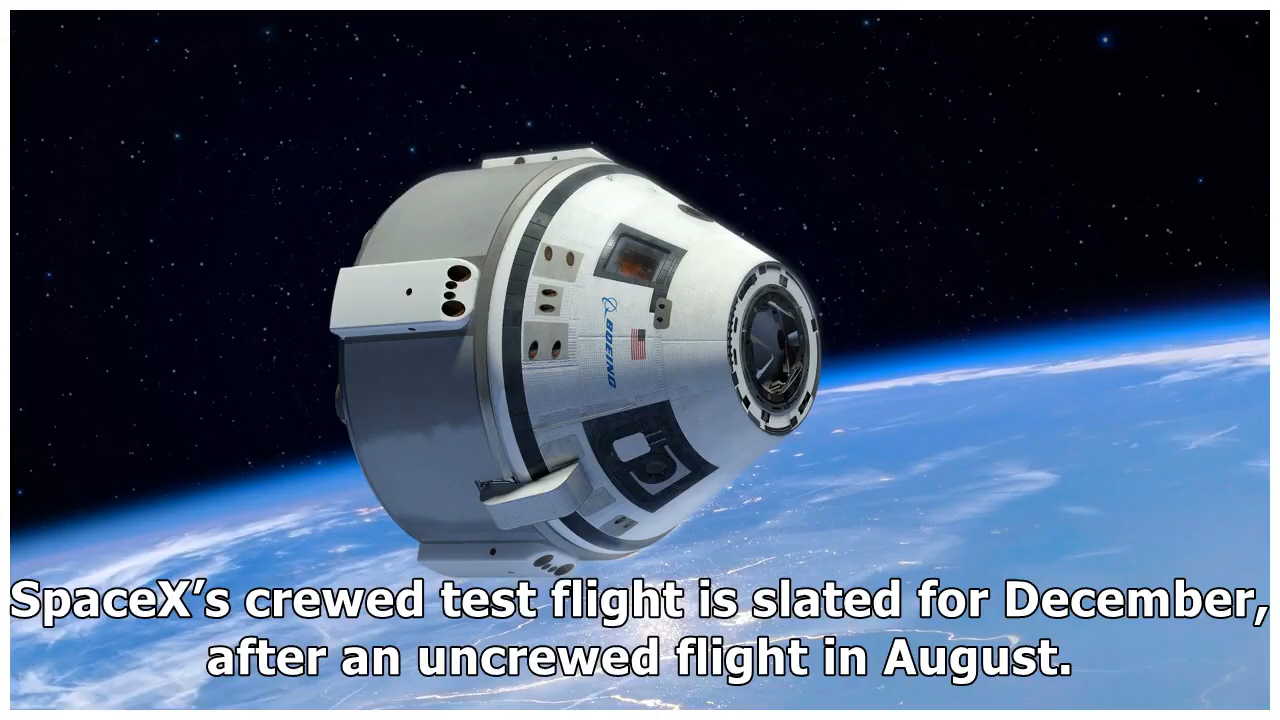 BOEING
SpaceX’s crewed test flight is slated for December,
after an uncrewed flight in August.